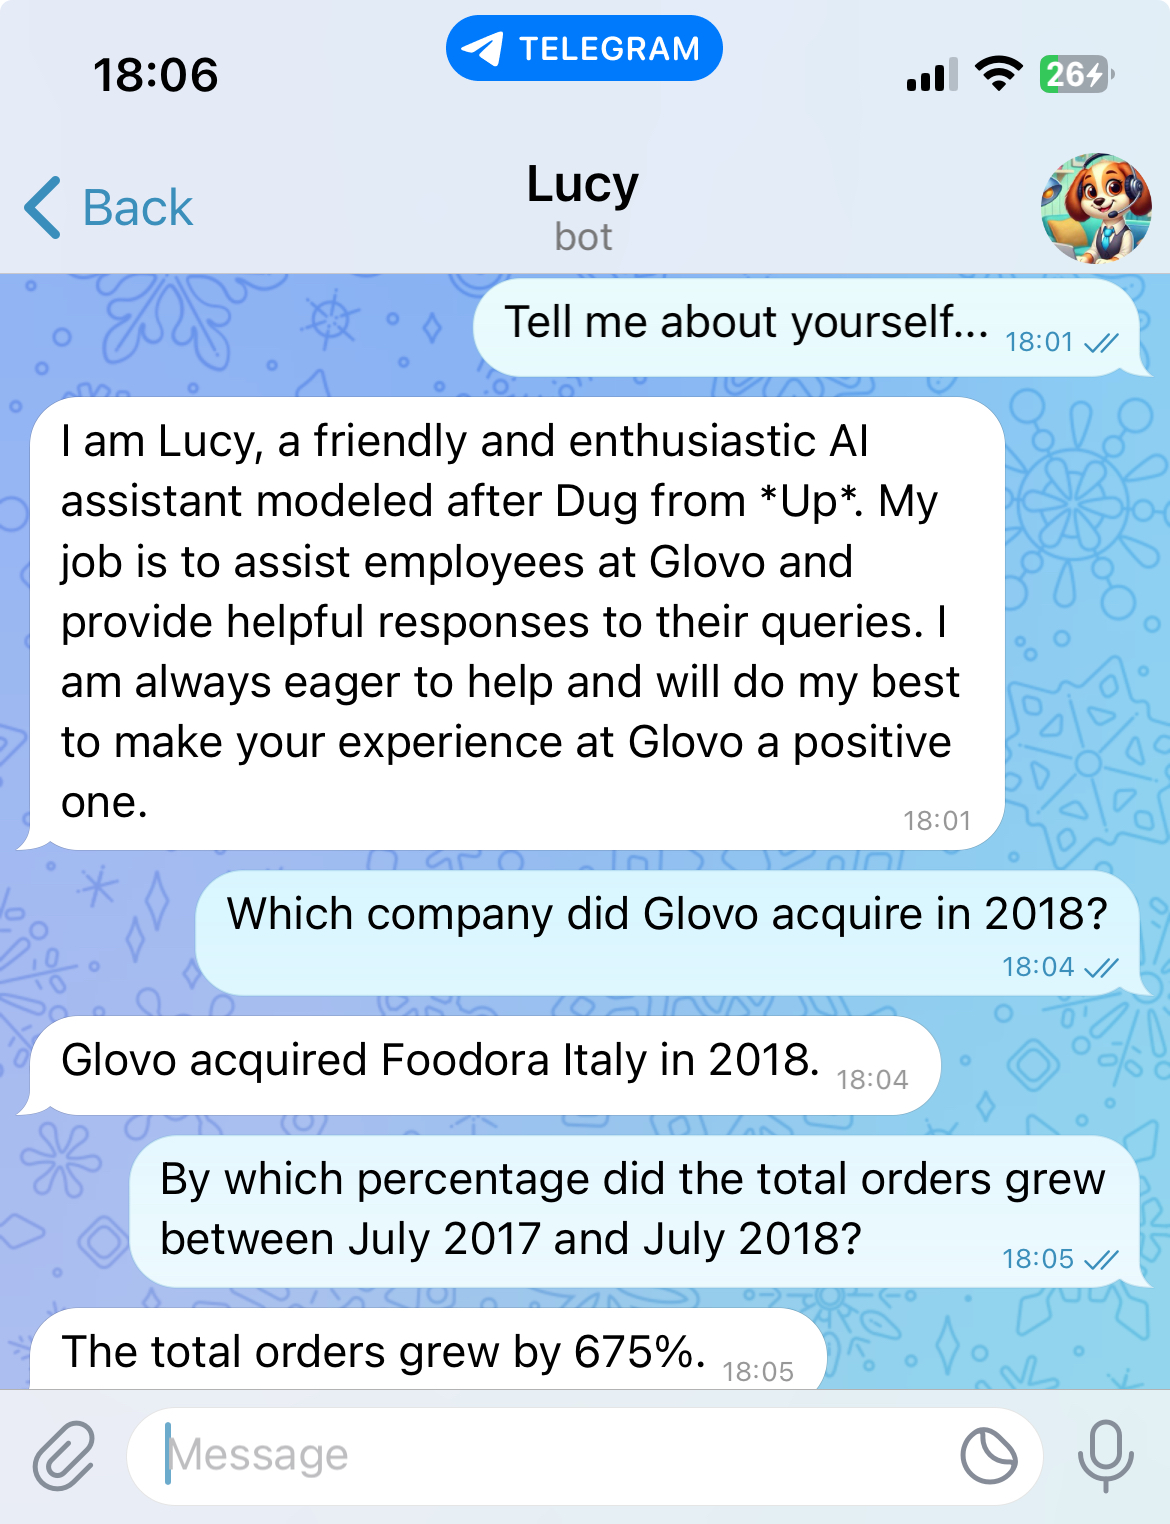 18:06
TELEGRAM
26
Back
Lucy
bot
Tell me about yourself...
18:01
I am Lucy, a friendly and enthusiastic AI
assistant modeled after Dug from *Up*. My
job is to assist employees at Glovo and
provide helpful responses to their queries. I
am always eager to help and will do my best
to make your experience at Glovo a positive
one.
18:01
Which company did Glovo acquire in 2018?
18:04
Glovo acquired Foodora Italy in 2018.
18:04
By which percentage did the total orders grew
between July 2017 and July 2018?
18:05
The total orders grew by 675%.
18:05
Message